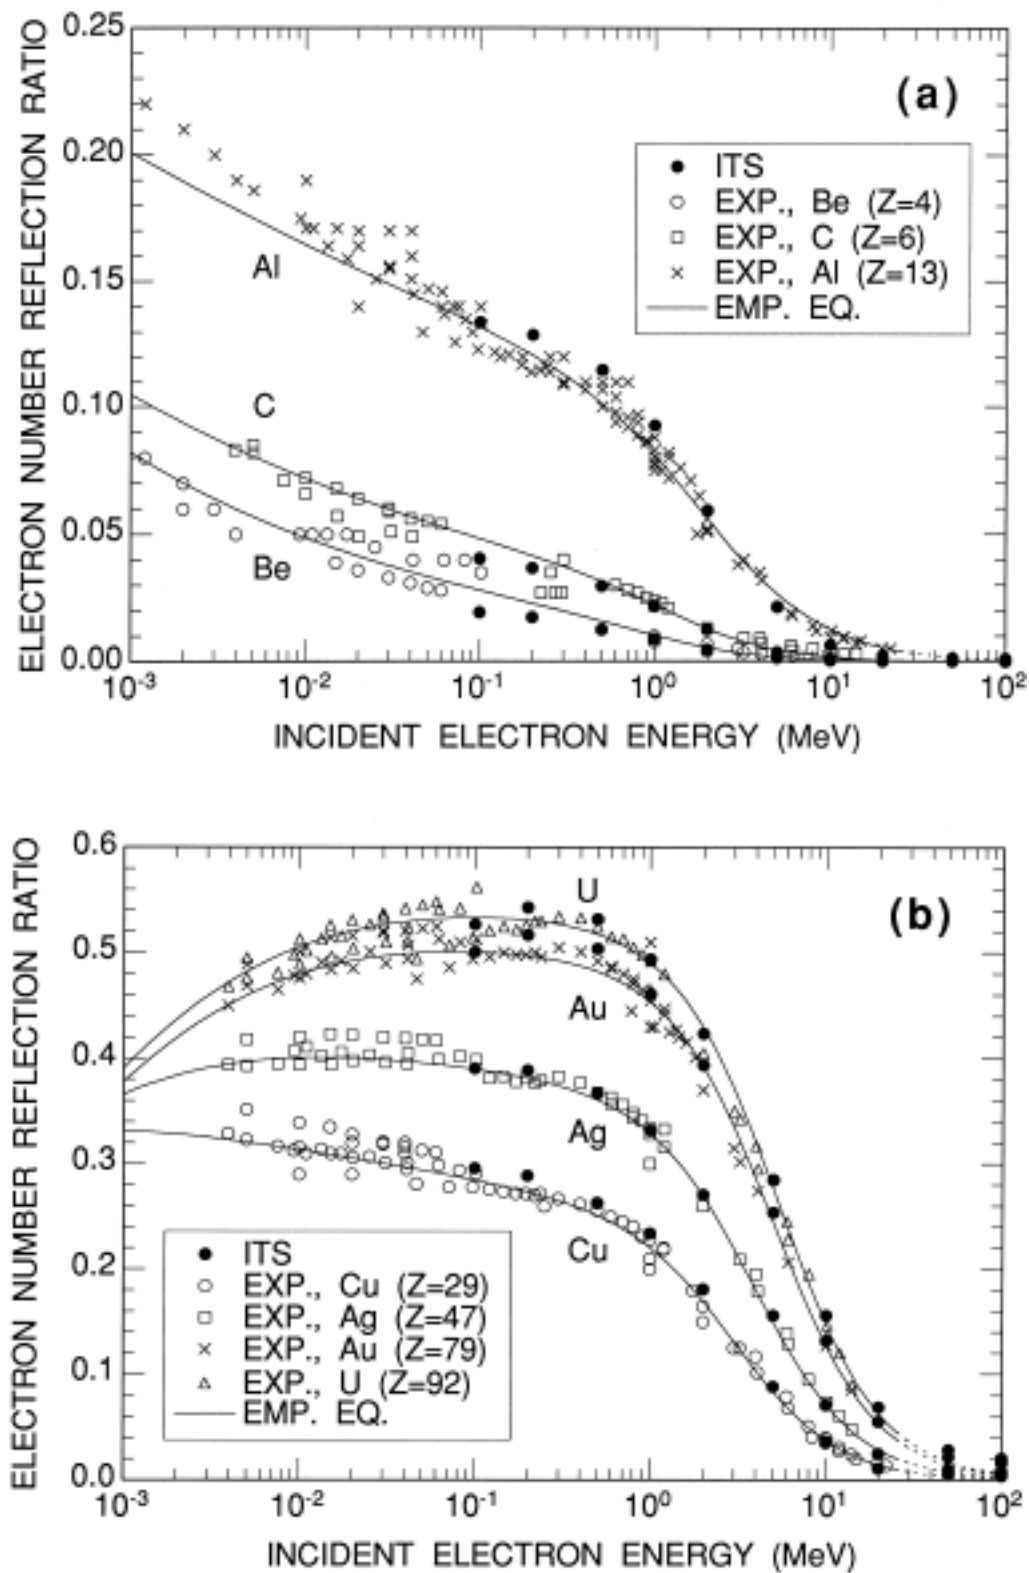 (a)
ELECTRON NUMBER REFLECTION RATIO
0.25
0.20
0.15
0.10
0.05
0.00
ITS
EXP., Be (Z=4)
EXP., C (Z=6)
EXP., Al (Z=13)
EMP. EQ.
Al
C
Be
10-3 10-2 10-1 100 101 102
INCIDENT ELECTRON ENERGY (MeV)
(b)
ELECTRON NUMBER REFLECTION RATIO
0.6
0.5
0.4
0.3
0.2
0.1
0.0
U
Au
Ag
Cu
ITS
EXP., Cu (Z=29)
EXP., Ag (Z=47)
EXP., Au (Z=79)
EXP., U (Z=92)
EMP. EQ.
10-3 10-2 10-1 100 101 102
INCIDENT ELECTRON ENERGY (MeV)